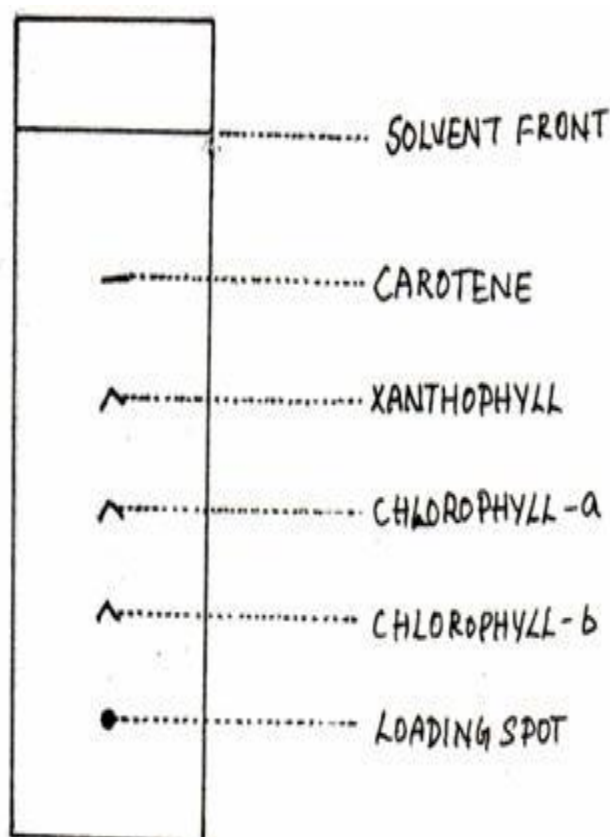 SOLVENT FRONT
CAROTENE
XANTHOPHYLL
CHLOROPHYLL-a
CHLOROPHYLL-b
LOADING SPOT